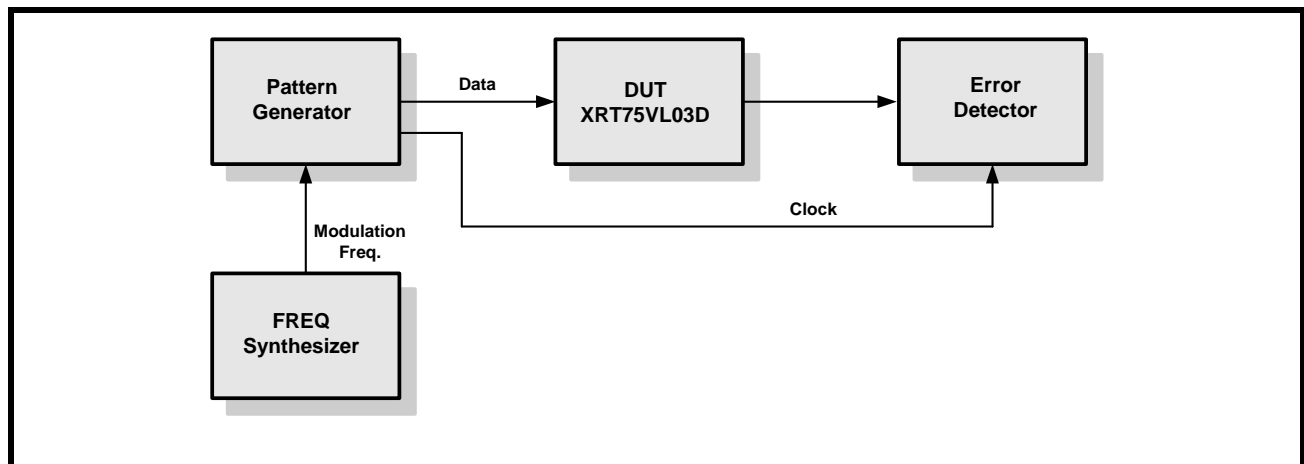 Pattern
Generator
Data
DUT
XRT75VL03D
Error
Detector
Clock
Modulation
Freq.
FREQ
Synthesizer